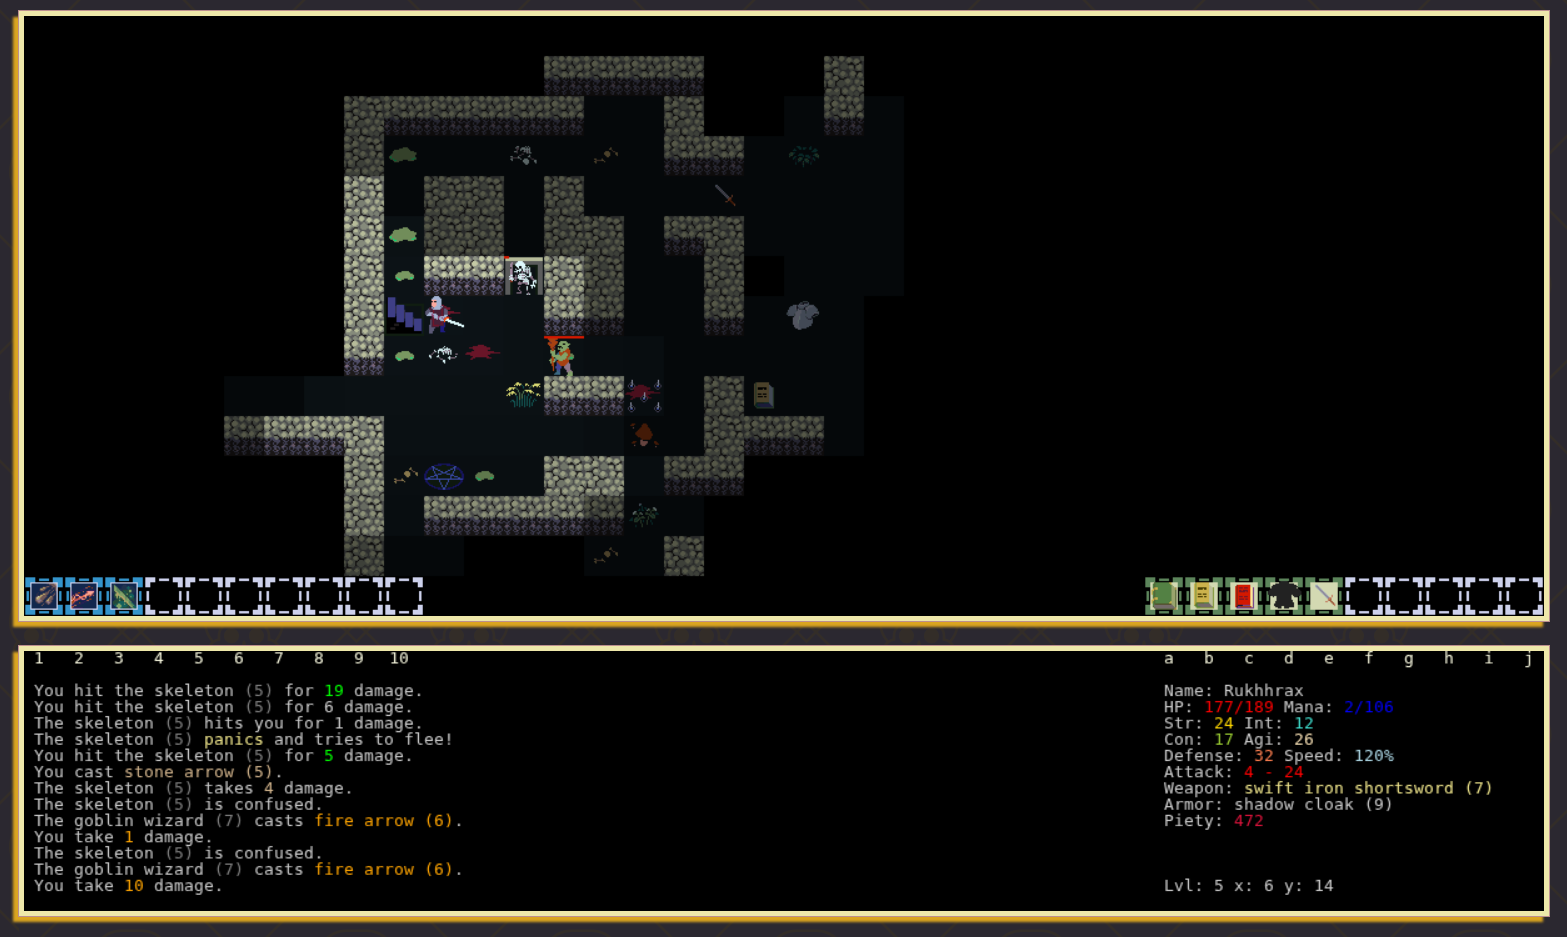 1 2 3 4 5 6 7 8 9 10 a b c d e f g h i j
You hit the skeleton (5) for 19 damage.
You hit the skeleton (5) for 6 damage.
The skeleton (5) hits you for 1 damage.
The skeleton (5) panics and tries to flee!
You hit the skeleton (5) for 5 damage.
You cast stone arrow (5).
The skeleton (5) takes 4 damage.
The skeleton (5) is confused.
The goblin wizard (7) casts fire arrow (6).
You take 1 damage.
The skeleton (5) is confused.
The goblin wizard (7) casts fire arrow (6).
You take 10 damage.
Name: Rukhhrax
HP: 177/189 Mana: 2/106
Str: 24 Int: 12
Con: 17 Agi: 26
Defense: 32 Speed: 120%
Attack: 4 - 24
Weapon: swift iron shortsword (7)
Armor: shadow cloak (9)
Piety: 472
Lvl: 5 x: 6 y: 14